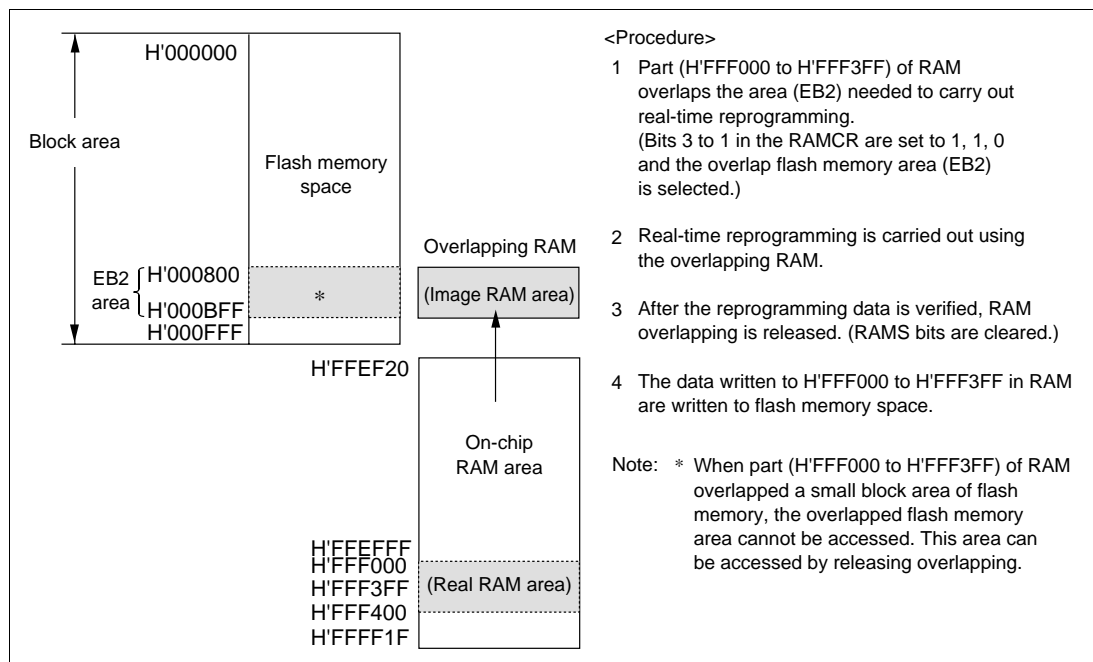 H'000000
Block area
Flash memory
space
EB2
area
H'000800
H'000BFF
H'000FFF
*
Overlapping RAM
(Image RAM area)
H'FFEF20
On-chip
RAM area
H'FFEFFF
H'FFF000
H'FFF3FF
H'FFF400
H'FFFF1F
(Real RAM area)
<Procedure>
1 Part (H'FFF000 to H'FFF3FF) of RAM
overlaps the area (EB2) needed to carry out
real-time reprogramming.
(Bits 3 to 1 in the RAMCR are set to 1, 1, 0
and the overlap flash memory area (EB2)
is selected.)
2 Real-time reprogramming is carried out using
the overlapping RAM.
3 After the reprogramming data is verified, RAM
overlapping is released. (RAMS bits are cleared.)
4 The data written to H'FFF000 to H'FFF3FF in RAM
are written to flash memory space.
Note: * When part (H'FFF000 to H'FFF3FF) of RAM
overlapped a small block area of flash
memory, the overlapped flash memory
area cannot be accessed. This area can
be accessed by releasing overlapping.